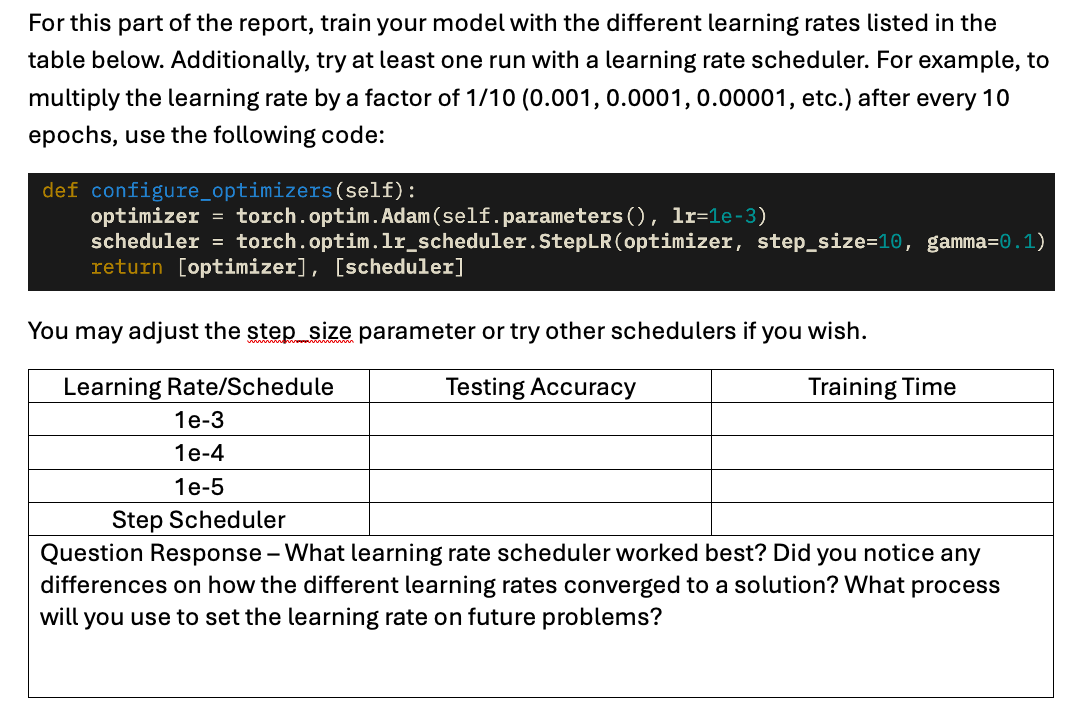 For this part of the report, train your model with the different learning rates listed in the
table below. Additionally, try at least one run with a learning rate scheduler. For example, to
multiply the learning rate by a factor of 1/10 (0.001, 0.0001, 0.00001, etc.) after every 10
epochs, use the following code:
def configure_optimizers(self):
    optimizer = torch.optim.Adam(self.parameters(), lr=1e-3)
    scheduler = torch.optim.lr_scheduler.StepLR(optimizer, step_size=10, gamma=0.1)
    return [optimizer], [scheduler]
You may adjust the step_size parameter or try other schedulers if you wish.
Learning Rate/Schedule Testing Accuracy Training Time
1e-3
1e-4
1e-5
Step Scheduler
Question Response – What learning rate scheduler worked best? Did you notice any
differences on how the different learning rates converged to a solution? What process
will you use to set the learning rate on future problems?